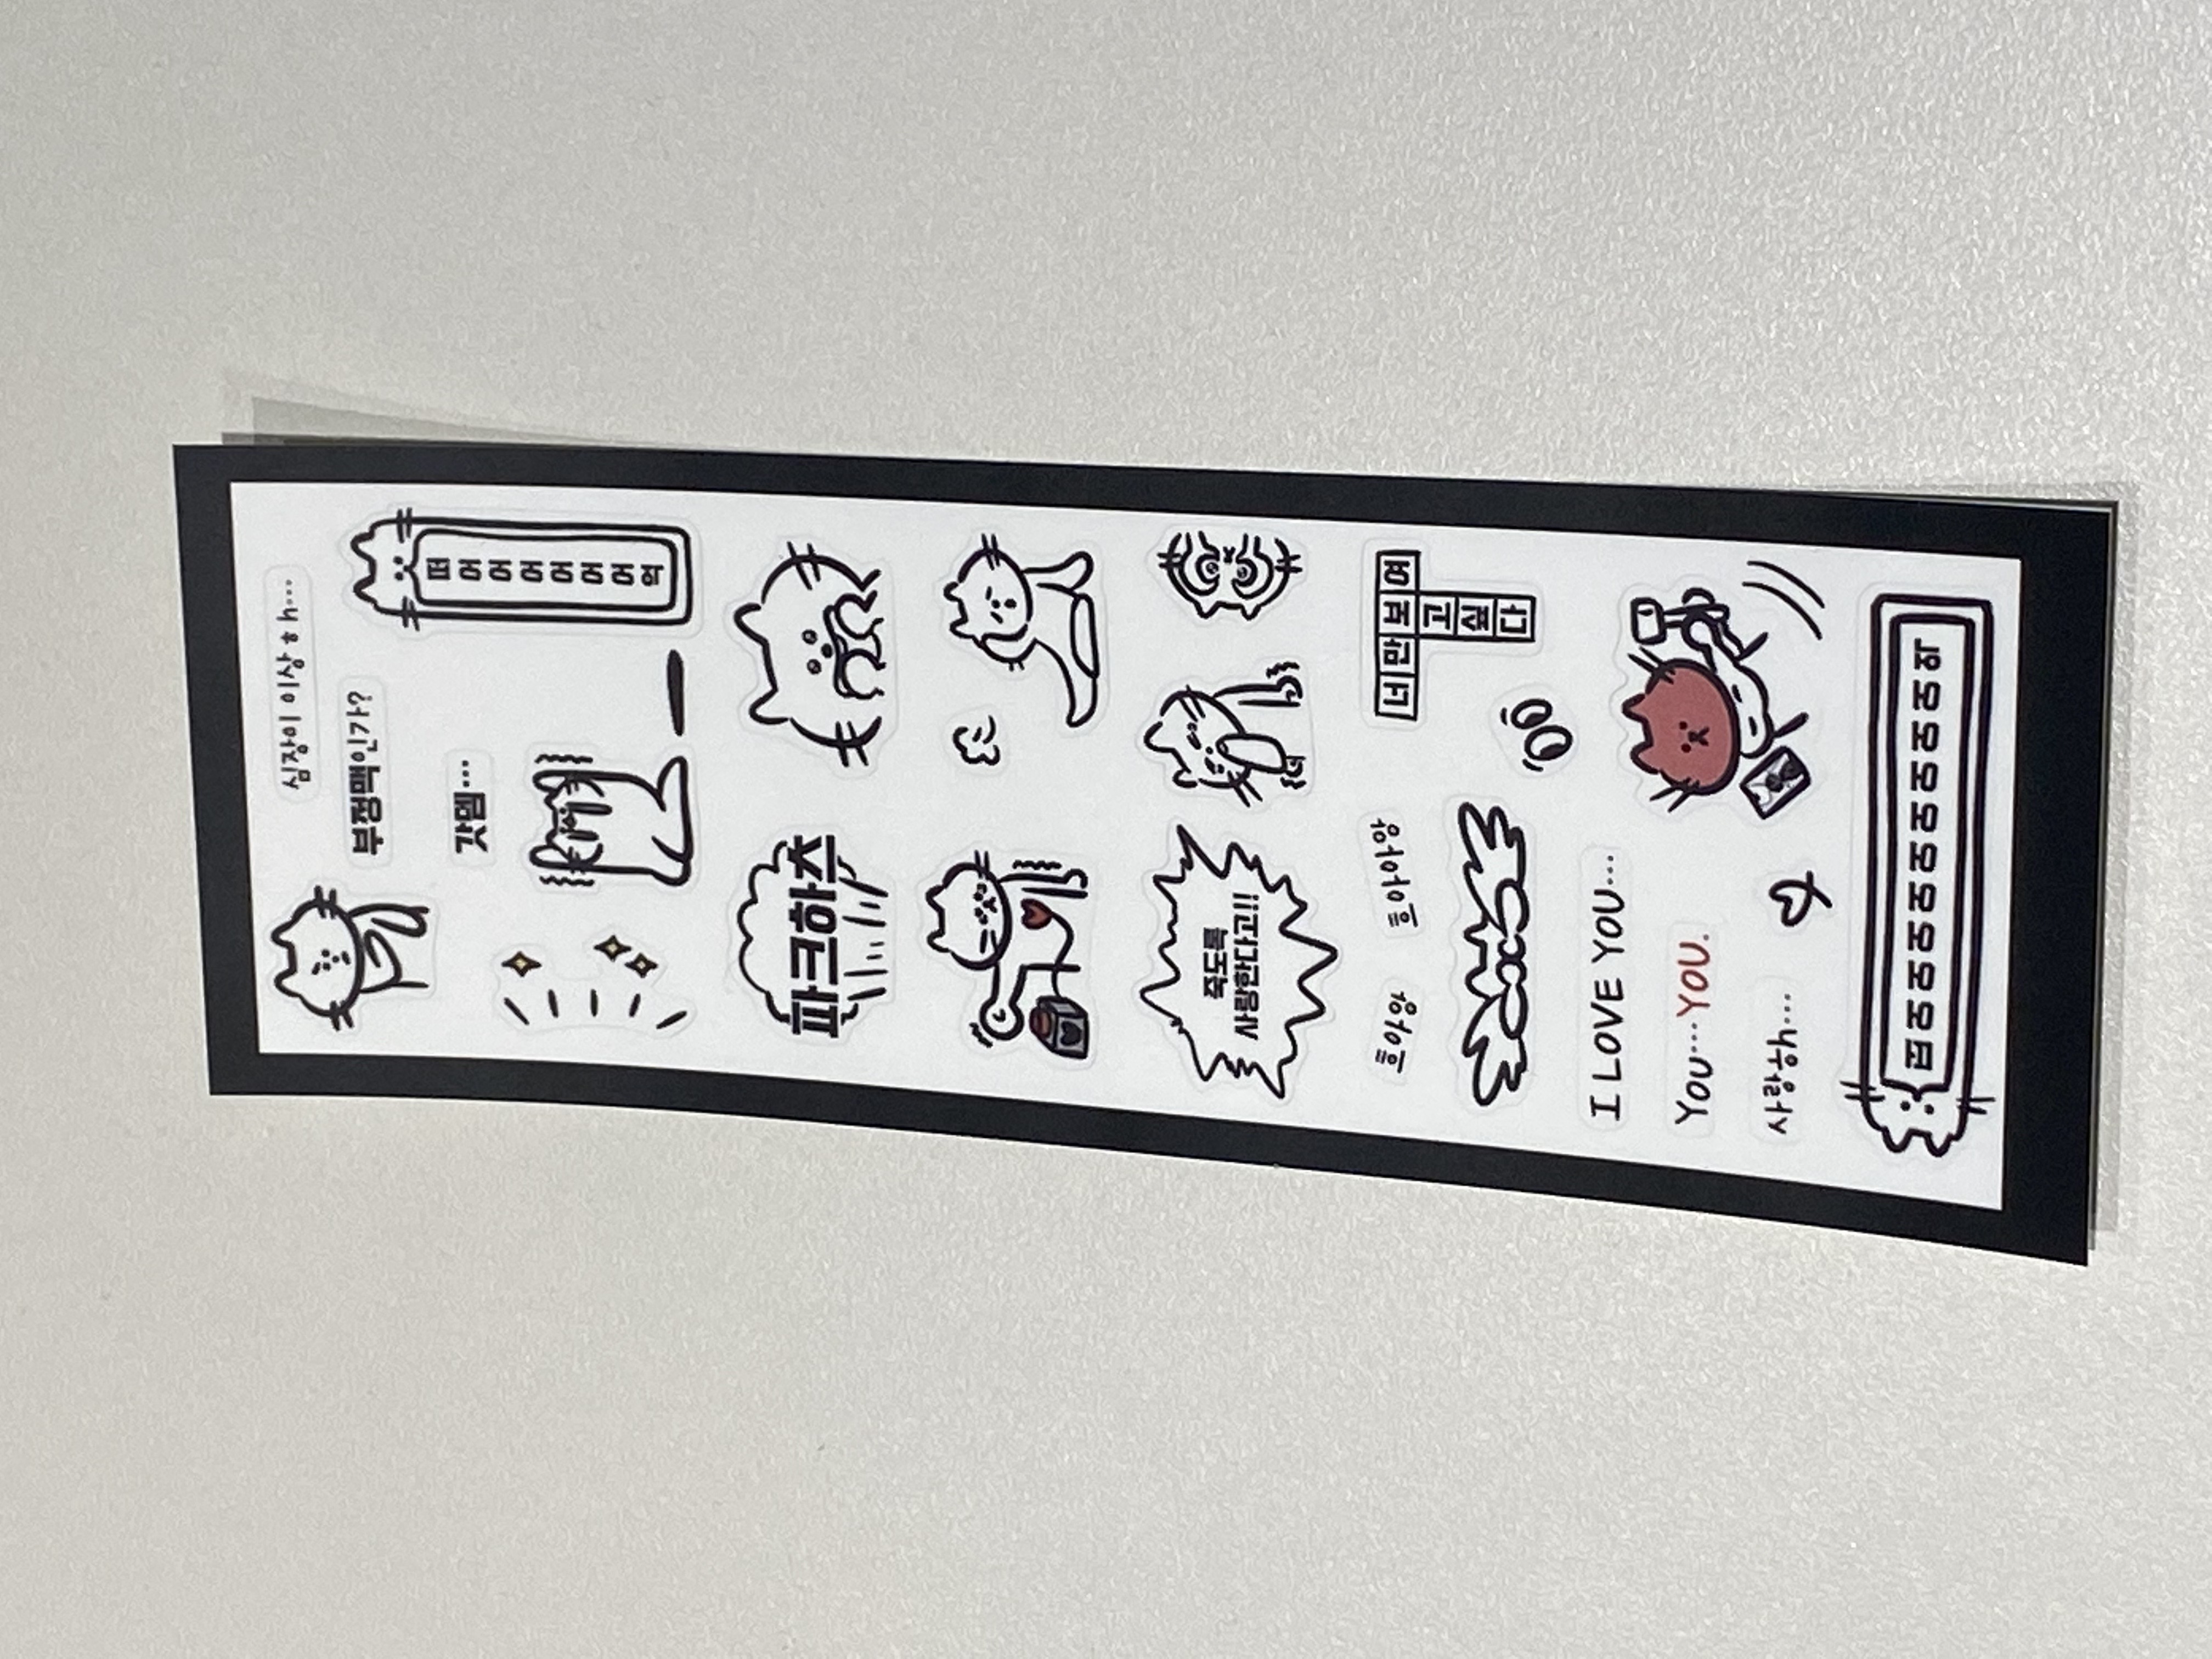 심장이 이상ㅎh…
부정맥인가?
갓뎀…
떠
어
어
어
어
어
어
억
파크하츠
죽도록
사랑한다고!!
흐아앙 흐아아앙
너만보여
고
싶
다
I LOVE YOU…
You…YOU.
사랑ㅎh…